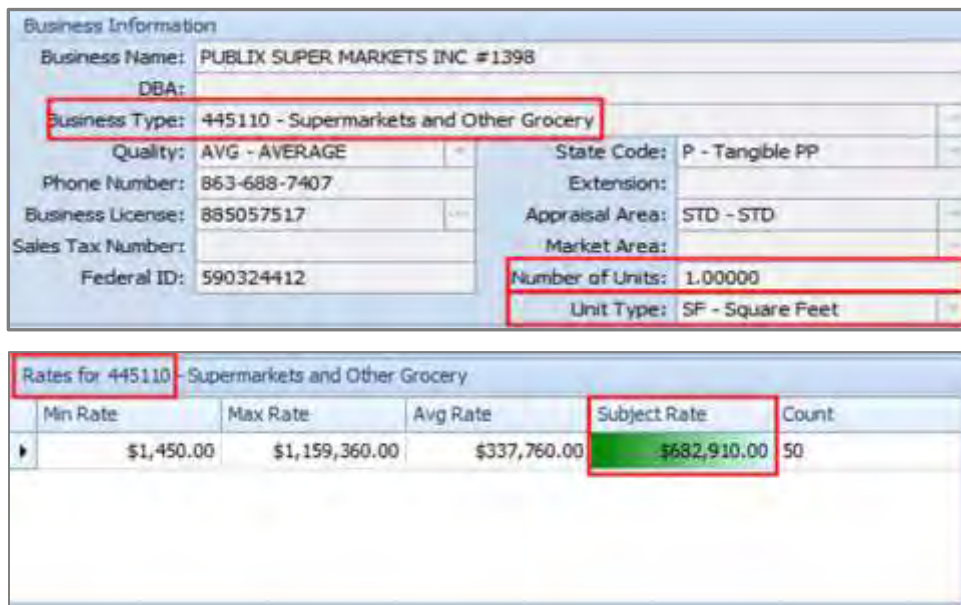 Business Information
Business Name: PUBLIX SUPER MARKETS INC #1398
DBA:
Business Type: 445110 - Supermarkets and Other Grocery
Quality: AVG - AVERAGE State Code: P - Tangible PP
Phone Number: 863-688-7407 Extension:
Business License: 885057517 Appraisal Area: STD - STD
Sales Tax Number: Market Area:
Federal ID: 590324412 Number of Units: 1.00000
Unit Type: SF - Square Feet
Rates for 445110 - Supermarkets and Other Grocery
Min Rate Max Rate Avg Rate Subject Rate Count
$1,450.00 $1,159,360.00 $337,760.00 $682,910.00 50